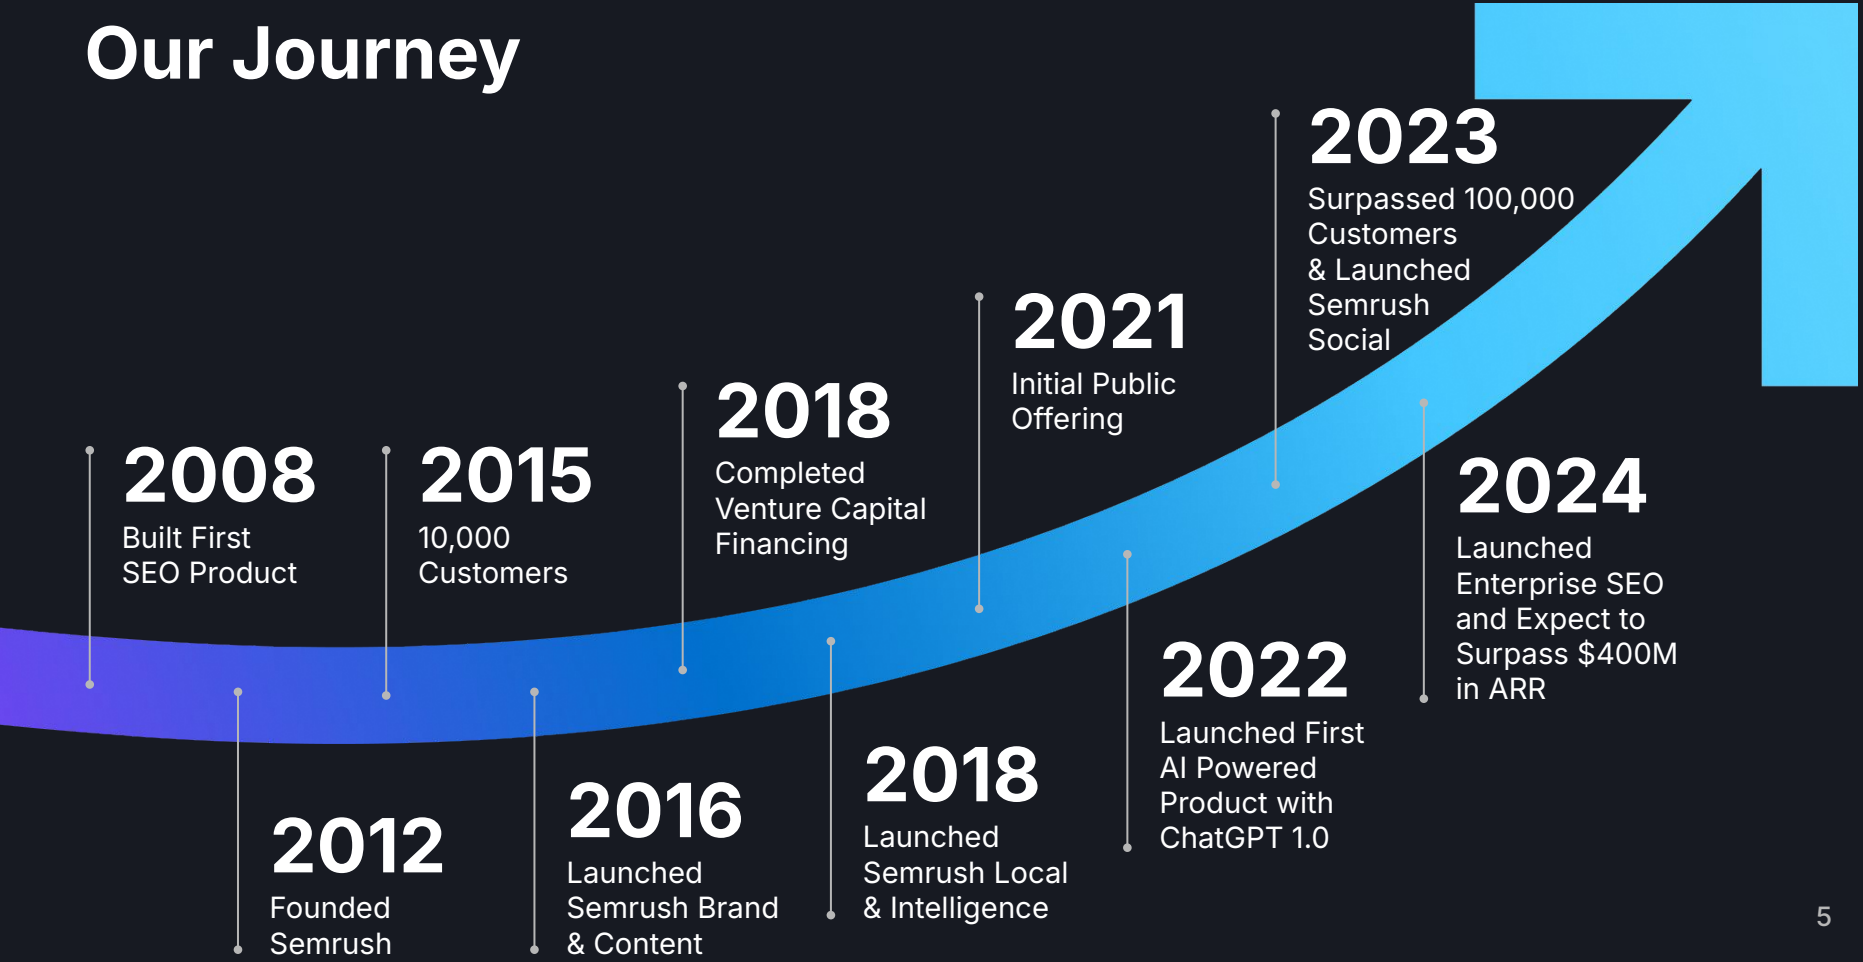 Our Journey
2008
Built First
SEO Product
2012
Founded
Semrush
2015
10,000
Customers
2016
Launched
Semrush Brand
& Content
2018
Completed
Venture Capital
Financing
2018
Launched
Semrush Local
& Intelligence
2021
Initial Public
Offering
2022
Launched First
AI Powered
Product with
ChatGPT 1.0
2023
Surpassed 100,000
Customers
& Launched
Semrush
Social
2024
Launched
Enterprise SEO
and Expect to
Surpass $400M
in ARR
5